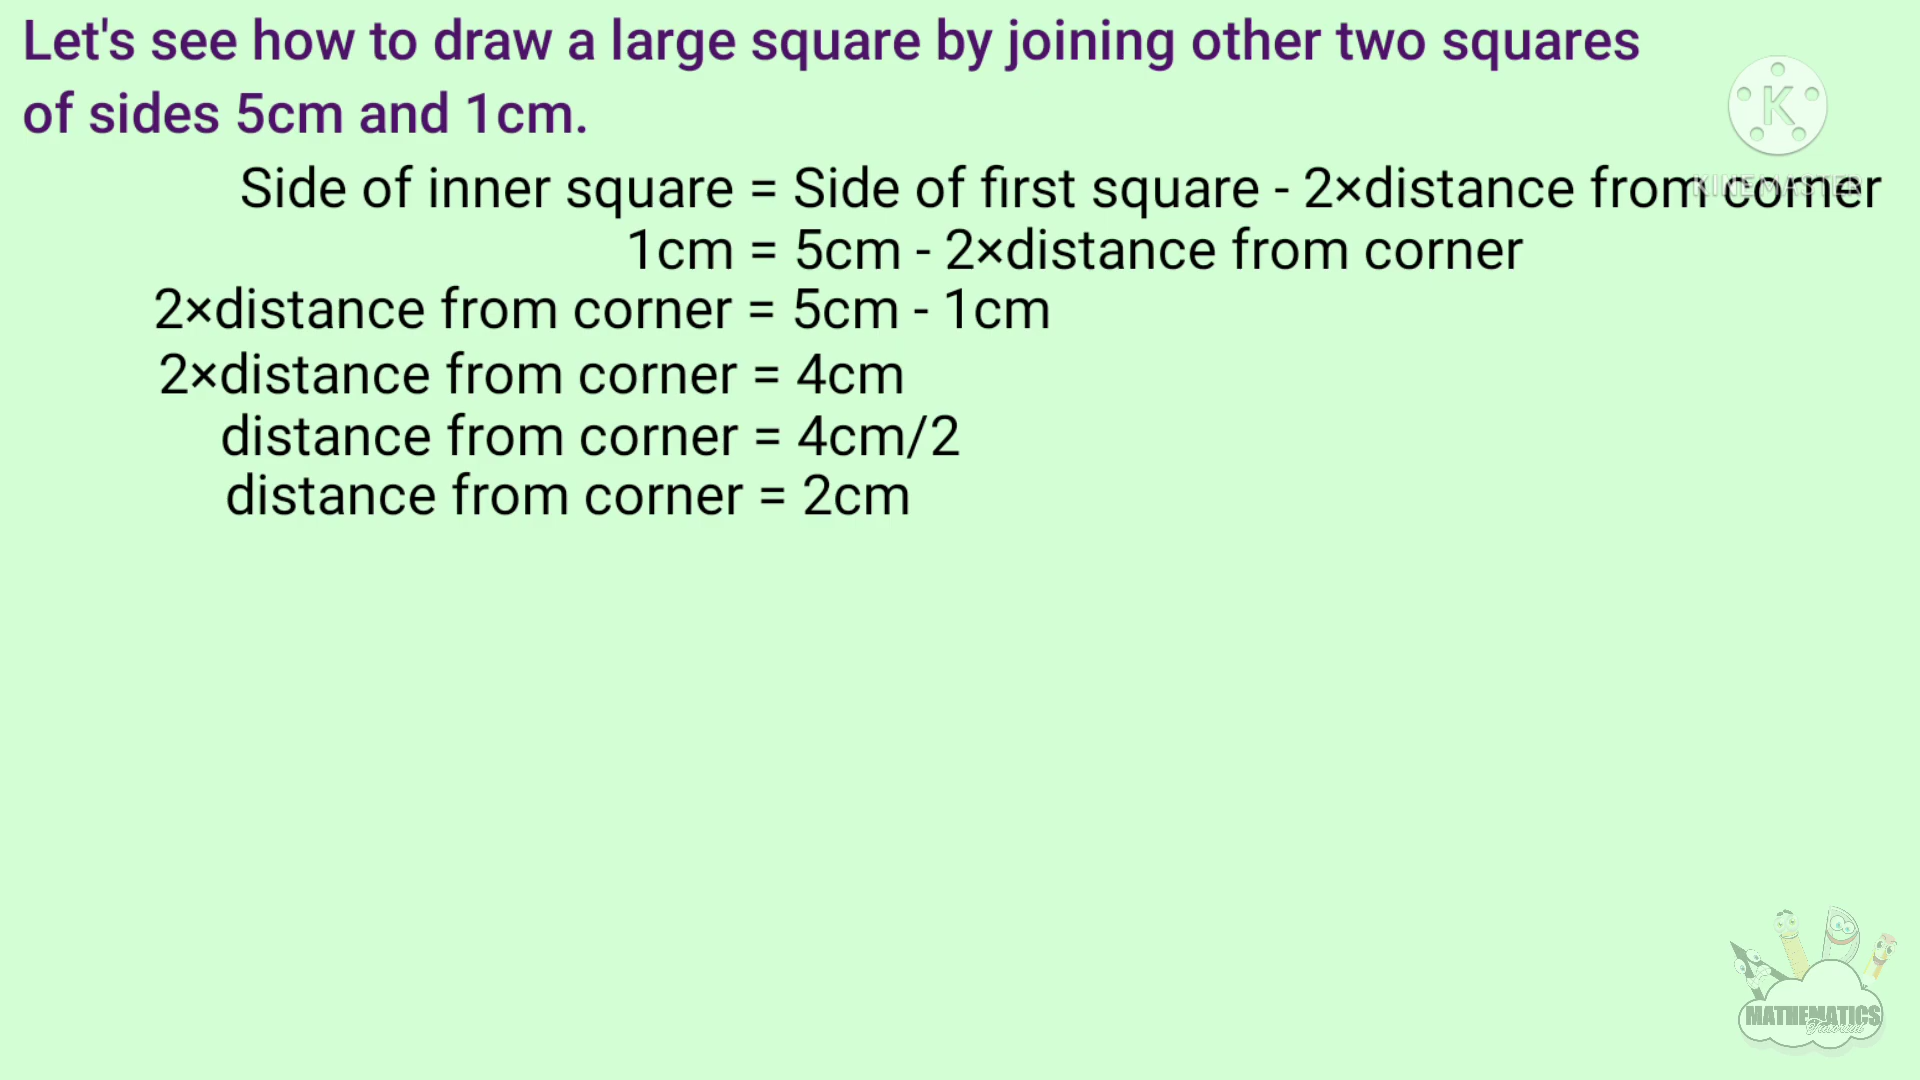 Let's see how to draw a large square by joining other two squares
of sides 5cm and 1cm.
K
KINEMASTER
Side of inner square = Side of first square - 2×distance from corner
1cm = 5cm - 2×distance from corner
2×distance from corner = 5cm - 1cm
2×distance from corner = 4cm
distance from corner = 4cm/2
distance from corner = 2cm
MATHEMATICS
Tutorial